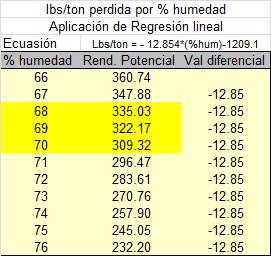 lbs/ton perdida por % humedad
Aplicación de Regresión lineal
Ecuasión Lbs/ton = - 12.854*(%hum)-1209.1
% humedad Rend. Potencial Val diferencial
66 360.74
67 347.88 -12.85
68 335.03 -12.85
69 322.17 -12.85
70 309.32 -12.85
71 296.47 -12.85
72 283.61 -12.85
73 270.76 -12.85
74 257.90 -12.85
75 245.05 -12.85
76 232.20 -12.85